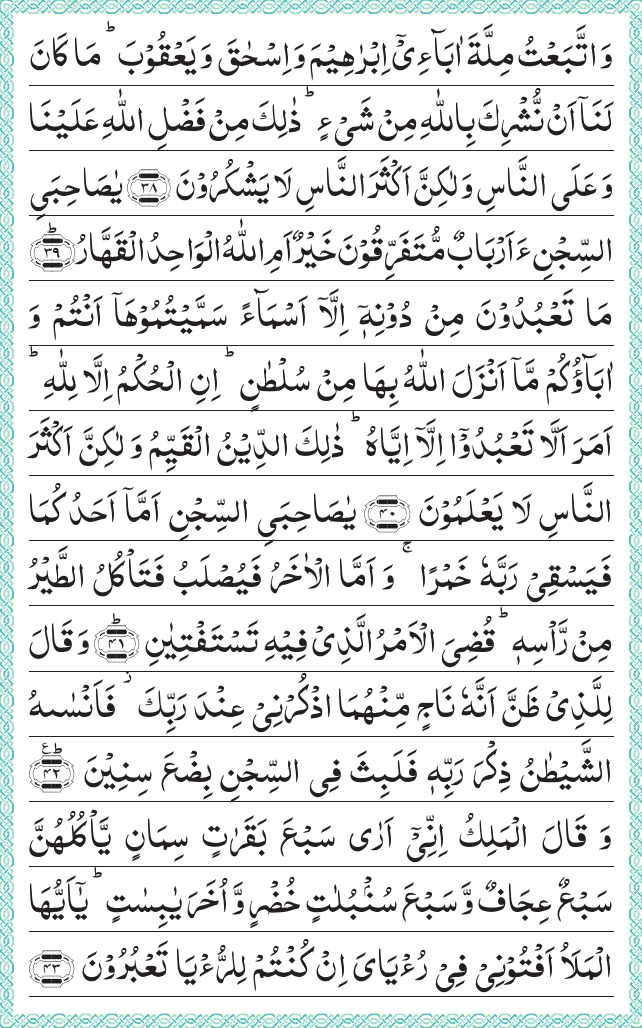 وَاتَّبَعْتُ مِلَّةَ اٰبَآءِیْۤ اِبْرٰهِیْمَ وَاِسْحٰقَ وَیَعْقُوْبَ ؕ مَا كَانَ
لَنَاۤ اَنْ نُّشْرِكَ بِاللّٰهِ مِنْ شَیْءٍ ؕ ذٰلِكَ مِنْ فَضْلِ اللّٰهِ عَلَیْنَا
وَعَلَی النَّاسِ وَلٰكِنَّ اَكْثَرَ النَّاسِ لَا یَشْكُرُوْنَ ﴿۳۸﴾ یٰصَاحِبَیِ
السِّجْنِ ءَاَرْبَابٌ مُّتَفَرِّقُوْنَ خَیْرٌ اَمِ اللّٰهُ الْوَاحِدُ الْقَهَّارُ ﴿ؕ۳۹﴾
مَا تَعْبُدُوْنَ مِنْ دُوْنِهٖۤ اِلَّاۤ اَسْمَآءً سَمَّیْتُمُوْهَاۤ اَنْتُمْ وَ
اٰبَآؤُكُمْ مَّاۤ اَنْزَلَ اللّٰهُ بِهَا مِنْ سُلْطٰنٍ ؕ اِنِ الْحُكْمُ اِلَّا لِلّٰهِ ؕ
اَمَرَ اَلَّا تَعْبُدُوْۤا اِلَّاۤ اِیَّاهُ ؕ ذٰلِكَ الدِّیْنُ الْقَیِّمُ وَلٰكِنَّ اَكْثَرَ
النَّاسِ لَا یَعْلَمُوْنَ ﴿۴۰﴾ یٰصَاحِبَیِ السِّجْنِ اَمَّاۤ اَحَدُكُمَا
فَیَسْقِیْ رَبَّهٗ خَمْرًا ۚ وَ اَمَّا الْاٰخَرُ فَیُصْلَبُ فَتَاْكُلُ الطَّیْرُ
مِنْ رَّاْسِهٖ ؕ قُضِیَ الْاَمْرُ الَّذِیْ فِیْهِ تَسْتَفْتِیٰنِ ﴿ؕ۴۱﴾ وَقَالَ
لِلَّذِیْ ظَنَّ اَنَّهٗ نَاجٍ مِّنْهُمَا اذْكُرْنِیْ عِنْدَ رَبِّكَ ؗ فَاَنْسٰىهُ
الشَّیْطٰنُ ذِكْرَ رَبِّهٖ فَلَبِثَ فِی السِّجْنِ بِضْعَ سِنِیْنَ ﴿ؕ۴۲﴾ ع
وَ قَالَ الْمَلِكُ اِنِّیْۤ اَرٰی سَبْعَ بَقَرٰتٍ سِمَانٍ یَّاْكُلُهُنَّ
سَبْعٌ عِجَافٌ وَّسَبْعَ سُنْۢبُلٰتٍ خُضْرٍ وَّاُخَرَ یٰبِسٰتٍ ؕ یٰۤاَیُّهَا
الْمَلَاُ اَفْتُوْنِیْ فِیْ رُءْیَایَ اِنْ كُنْتُمْ لِلرُّءْیَا تَعْبُرُوْنَ ﴿۴۳﴾